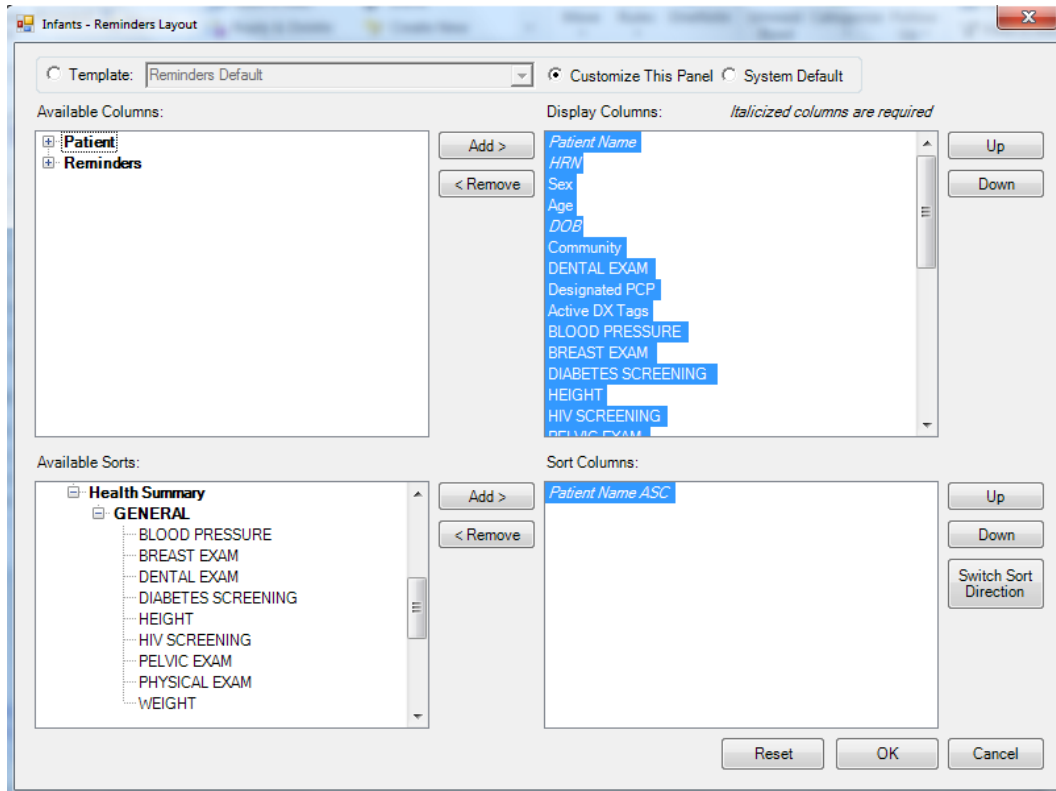 Infants - Reminders Layout
Template: Reminders Default Customize This Panel System Default
Available Columns:
Patient
Reminders
Add >
< Remove
Display Columns: Italicized columns are required
Patient Name
HRN
Sex
Age
DOB
Community
DENTAL EXAM
Designated PCP
Active DX Tags
BLOOD PRESSURE
BREAST EXAM
DIABETES SCREENING
HEIGHT
HIV SCREENING
PELVIC EXAM
Up
Down
Available Sorts:
Health Summary
GENERAL
BLOOD PRESSURE
BREAST EXAM
DENTAL EXAM
DIABETES SCREENING
HEIGHT
HIV SCREENING
PELVIC EXAM
PHYSICAL EXAM
WEIGHT
Add >
< Remove
Sort Columns:
Patient Name ASC
Up
Down
Switch Sort
Direction
Reset OK Cancel